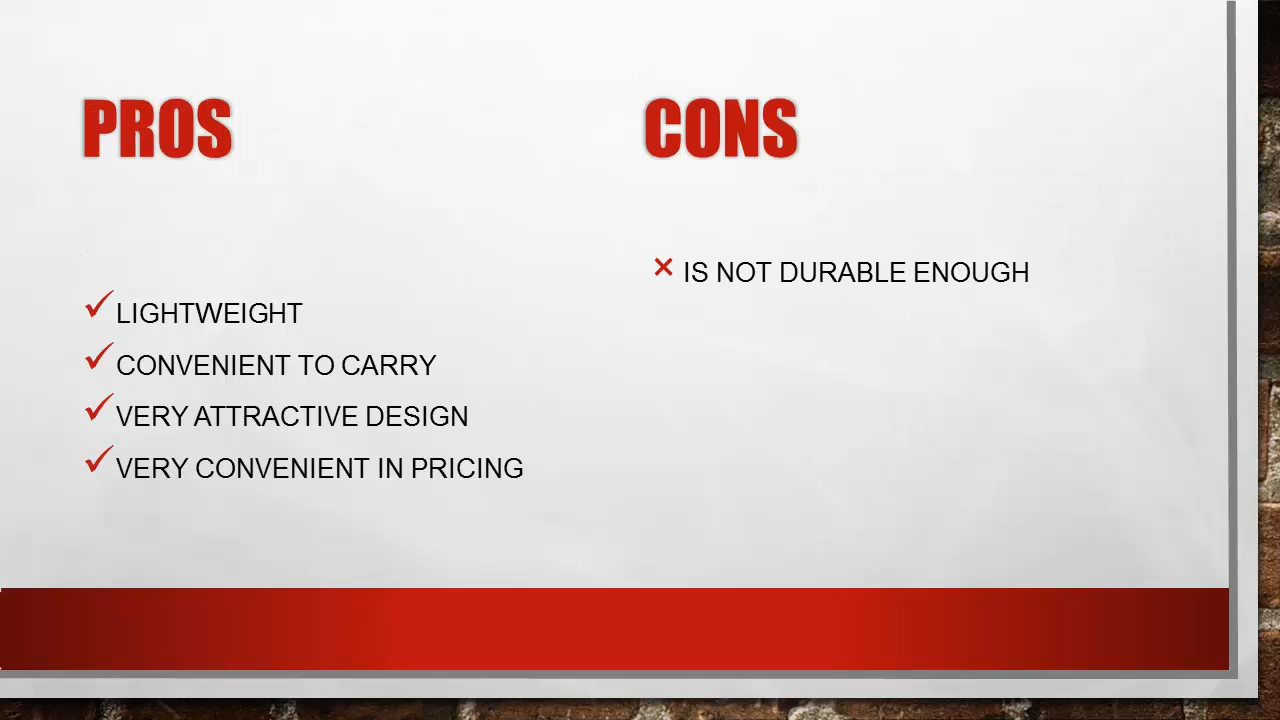 PROS
LIGHTWEIGHT
CONVENIENT TO CARRY
VERY ATTRACTIVE DESIGN
VERY CONVENIENT IN PRICING
CONS
IS NOT DURABLE ENOUGH